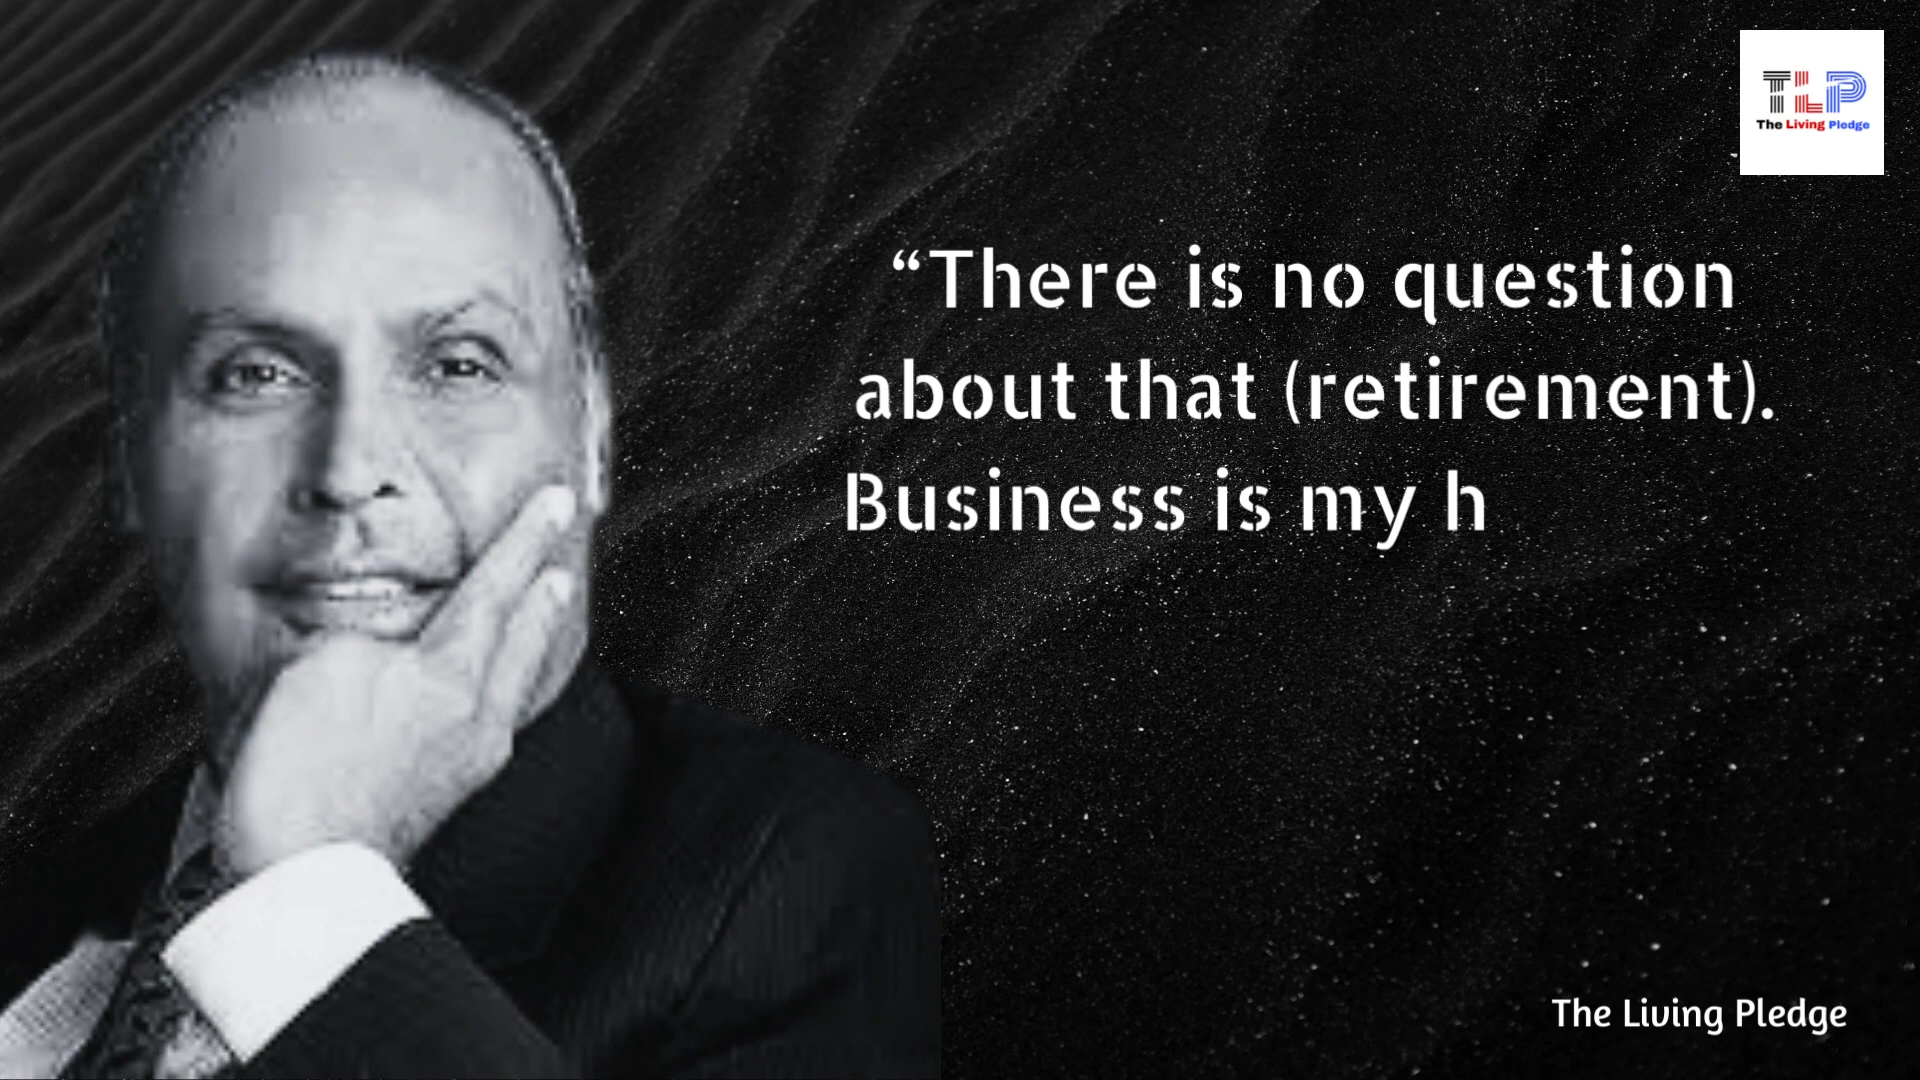 TLP
The Living Pledge
“There is no question
about that (retirement).
Business is my h
The Living Pledge